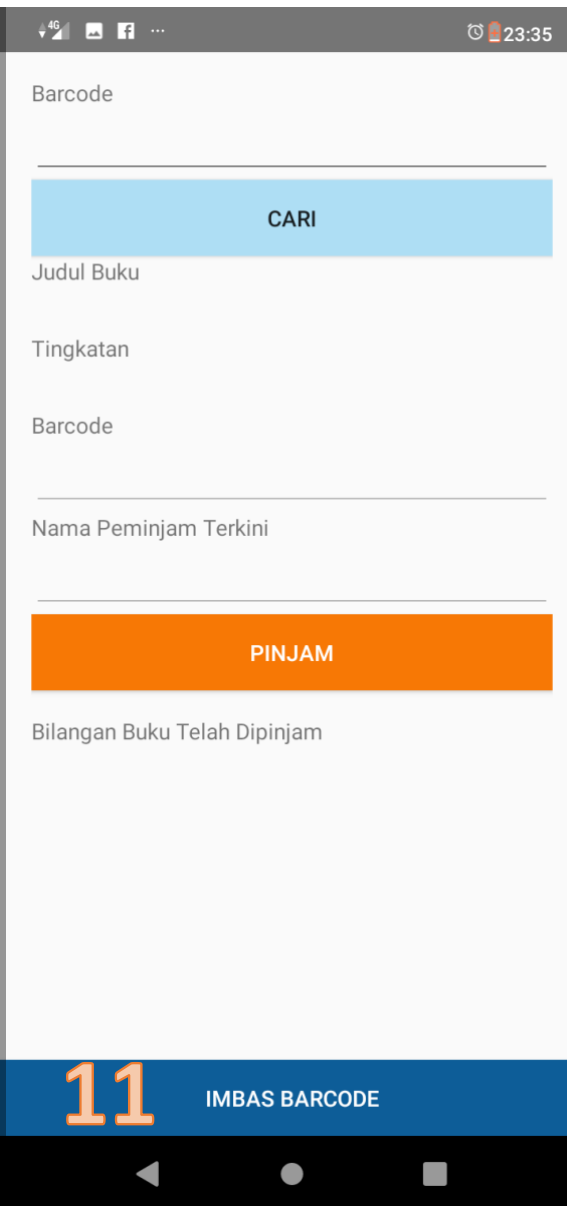 4G 23:35
Barcode
CARI
Judul Buku
Tingkatan
Barcode
Nama Peminjam Terkini
PINJAM
Bilangan Buku Telah Dipinjam
11 IMBAS BARCODE